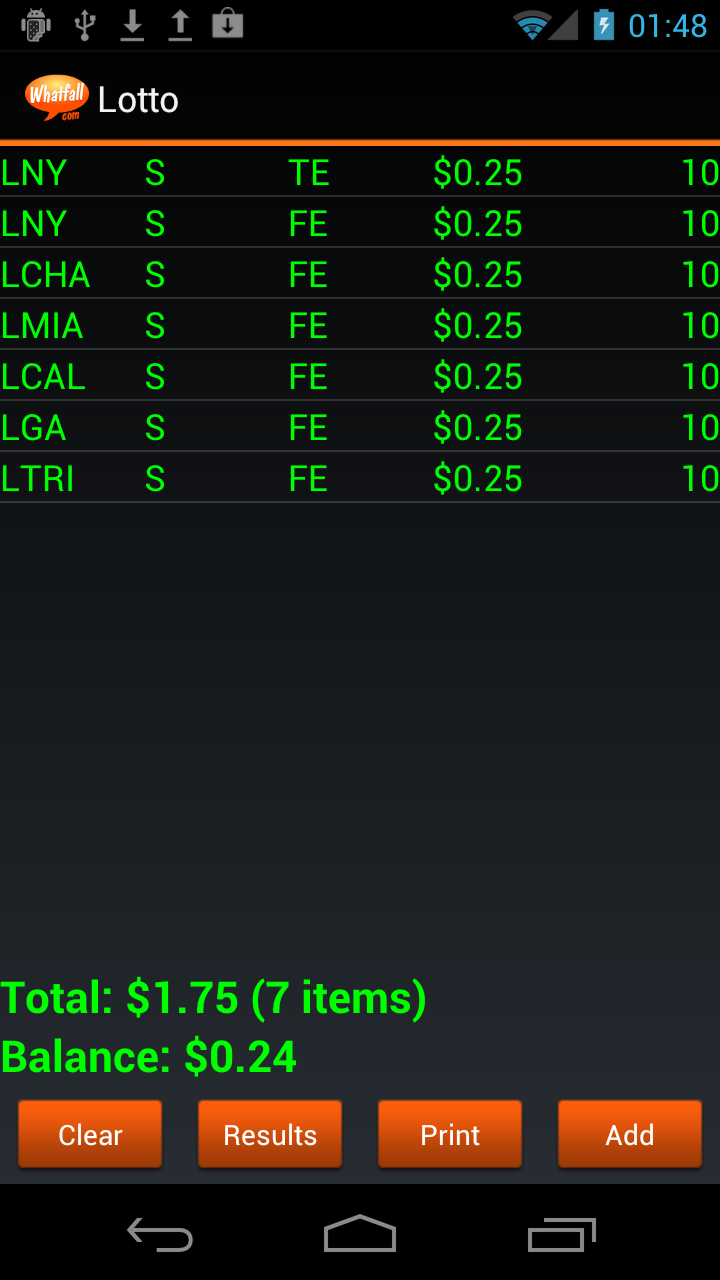 01:48
Whatfall .com Lotto
LNY S TE $0.25 10
LNY S FE $0.25 10
LCHA S FE $0.25 10
LMIA S FE $0.25 10
LCAL S FE $0.25 10
LGA S FE $0.25 10
LTRI S FE $0.25 10
Total: $1.75 (7 items)
Balance: $0.24
Clear Results Print Add